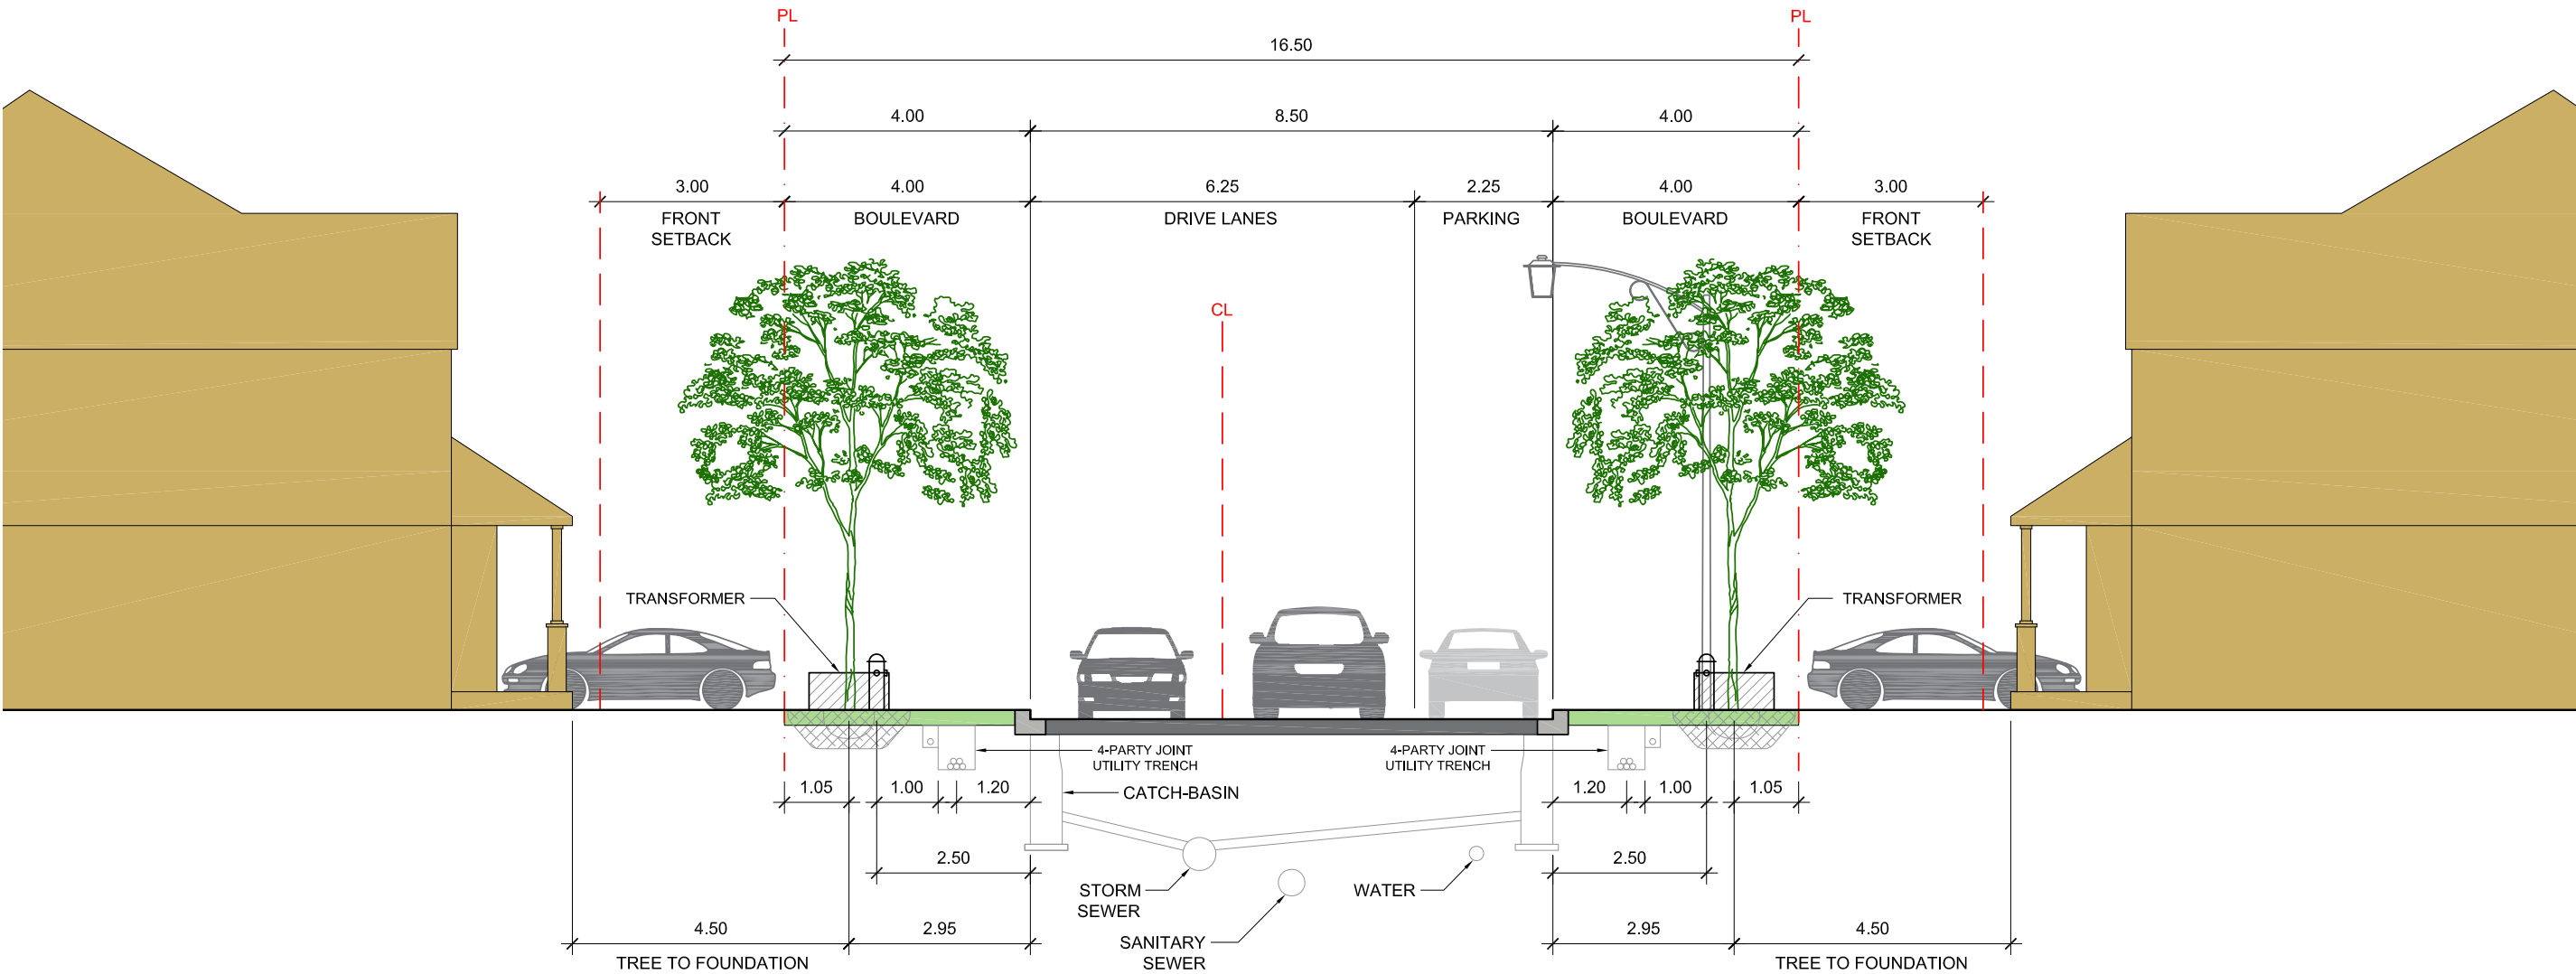 PL
PL
16.50
4.00
8.50
4.00
3.00
4.00
6.25
2.25
4.00
3.00
FRONT
SETBACK
BOULEVARD
DRIVE LANES
PARKING
BOULEVARD
FRONT
SETBACK
CL
TRANSFORMER
TRANSFORMER
4-PARTY JOINT
UTILITY TRENCH
4-PARTY JOINT
UTILITY TRENCH
1.05
1.00
1.20
CATCH-BASIN
1.20
1.00
1.05
2.50
2.50
STORM
SEWER
WATER
SANITARY
SEWER
4.50
2.95
2.95
4.50
TREE TO FOUNDATION
TREE TO FOUNDATION